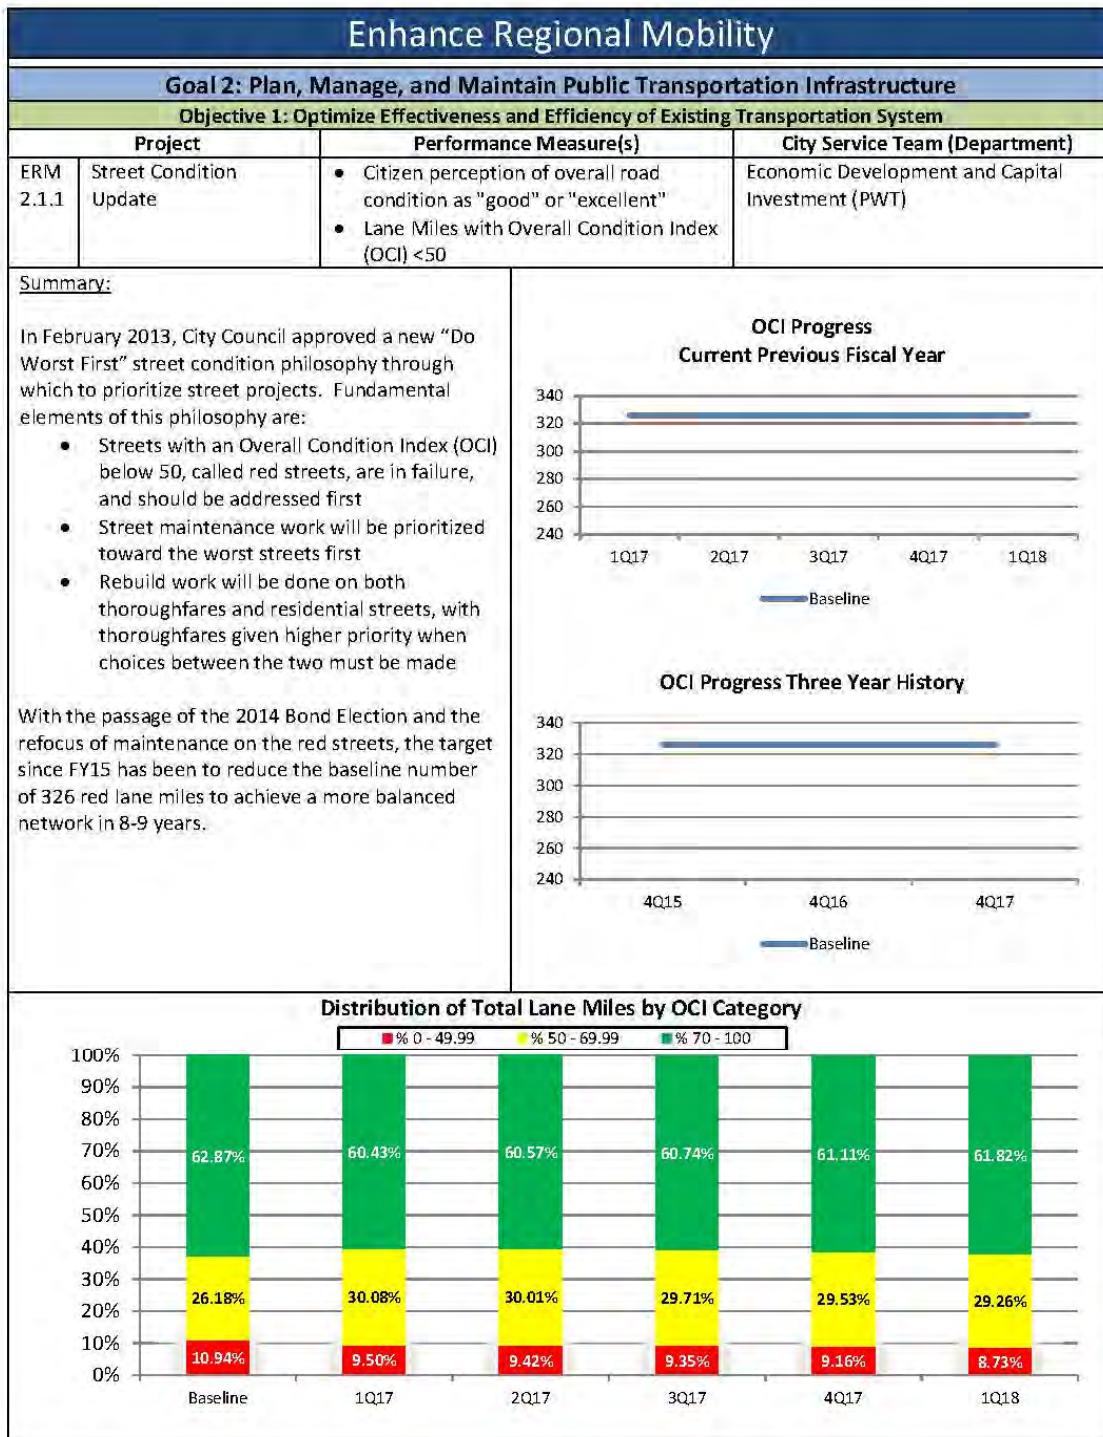 Enhance Regional Mobility
Goal 2: Plan, Manage, and Maintain Public Transportation Infrastructure
Objective 1: Optimize Effectiveness and Efficiency of Existing Transportation System
Project
Performance Measure(s)
City Service Team (Department)
ERM
2.1.1
Street Condition
Update
• Citizen perception of overall road
condition as "good" or "excellent"
• Lane Miles with Overall Condition Index
(OCI) <50
Economic Development and Capital
Investment (PWT)
Summary:
In February 2013, City Council approved a new “Do
Worst First” street condition philosophy through
which to prioritize street projects. Fundamental
elements of this philosophy are:
• Streets with an Overall Condition Index (OCI)
below 50, called red streets, are in failure,
and should be addressed first
• Street maintenance work will be prioritized
toward the worst streets first
• Rebuild work will be done on both
thoroughfares and residential streets, with
thoroughfares given higher priority when
choices between the two must be made
With the passage of the 2014 Bond Election and the
refocus of maintenance on the red streets, the target
since FY15 has been to reduce the baseline number
of 326 red lane miles to achieve a more balanced
network in 8-9 years.
OCI Progress
Current Previous Fiscal Year
340
320
300
280
260
240
1Q17 2Q17 3Q17 4Q17 1Q18
Baseline
OCI Progress Three Year History
340
320
300
280
260
240
4Q15 4Q16 4Q17
Baseline
Distribution of Total Lane Miles by OCI Category
% 0 - 49.99 % 50 - 69.99 % 70 - 100
100%
90%
80%
70%
60%
50%
40%
30%
20%
10%
0%
62.87% 60.43% 60.57% 60.74% 61.11% 61.82%
26.18% 30.08% 30.01% 29.71% 29.53% 29.26%
10.94% 9.50% 9.42% 9.35% 9.16% 8.73%
Baseline 1Q17 2Q17 3Q17 4Q17 1Q18